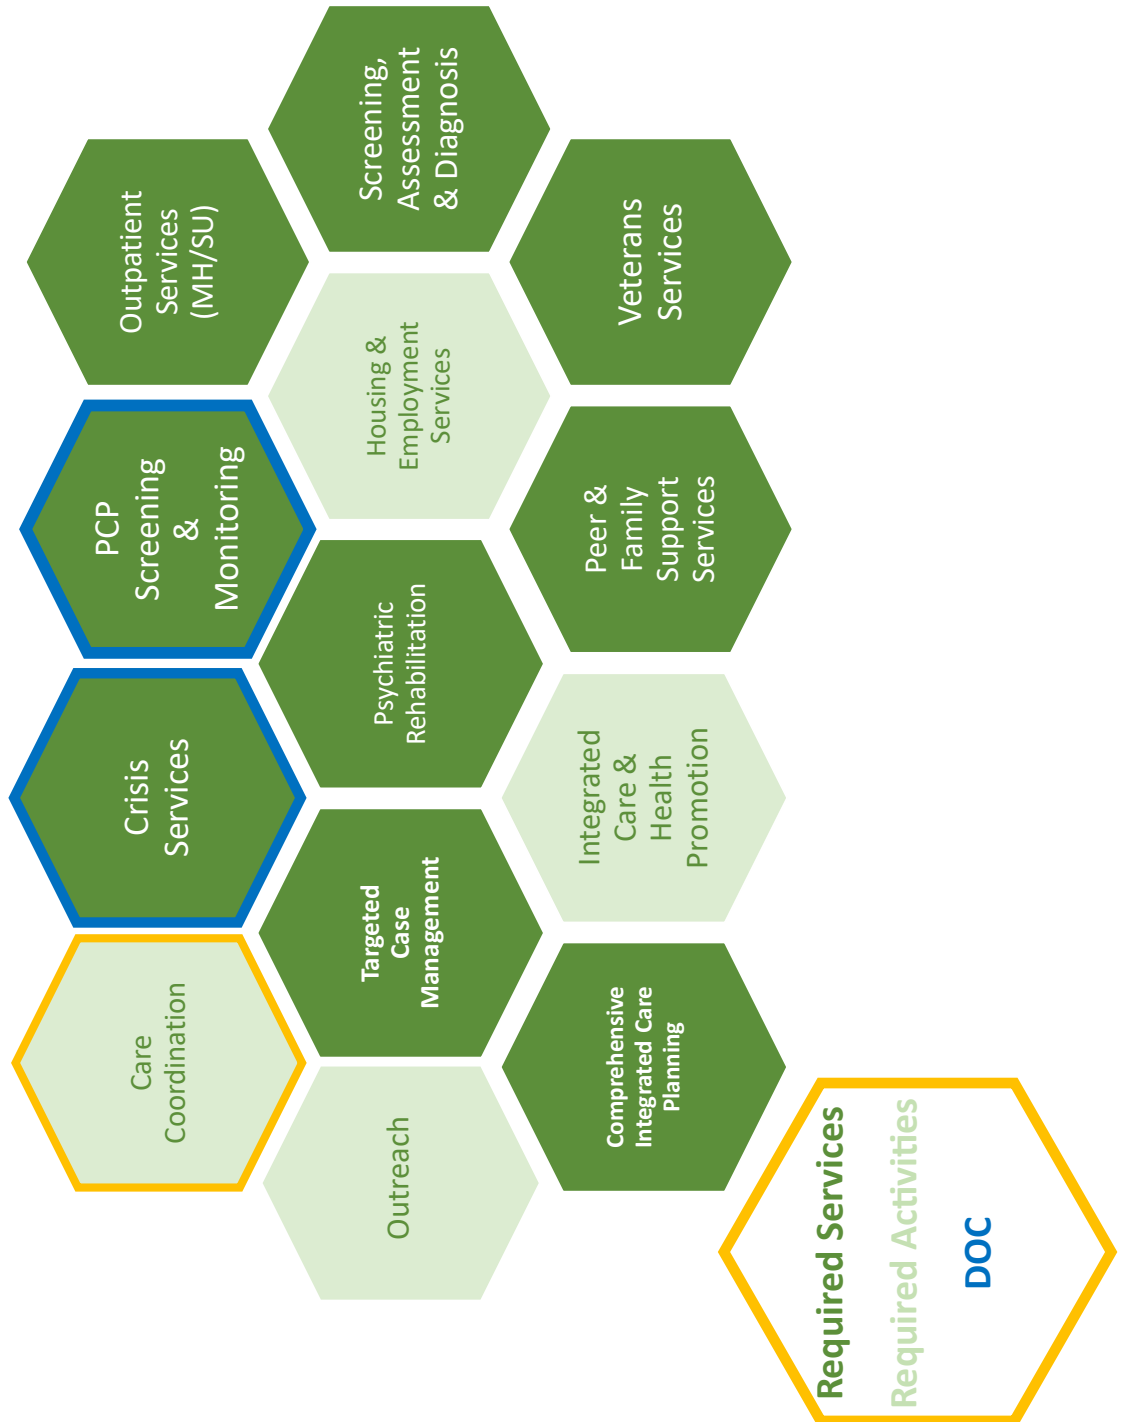 Care
Coordination
Crisis
Services
PCP
Screening
&
Monitoring
Outpatient
Services
(MH/SU)
Outreach
Targeted
Case
Management
Psychiatric
Rehabilitation
Housing &
Employment
Services
Screening,
Assessment
& Diagnosis
Comprehensive
Integrated Care
Planning
Integrated
Care &
Health
Promotion
Peer &
Family
Support
Services
Veterans
Services
Required Services
Required Activities
DOC